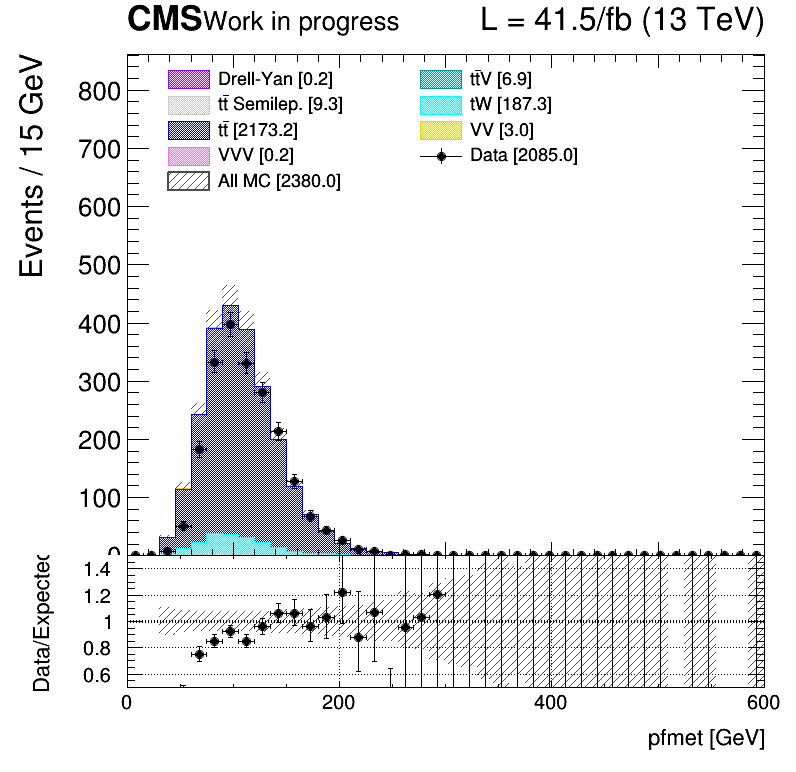 CMS Work in progress L = 41.5/fb (13 TeV)
Events / 15 GeV
800
700
600
500
400
300
200
100
0
Drell-Yan [0.2]
tt̄ Semilep. [9.3]
tt̄ [2173.2]
VVV [0.2]
All MC [2380.0]
tt̄V [6.9]
tW [187.3]
VV [3.0]
Data [2085.0]
Data/Expected
1.4
1.2
1
0.8
0.6
0 200 400 600
pfmet [GeV]